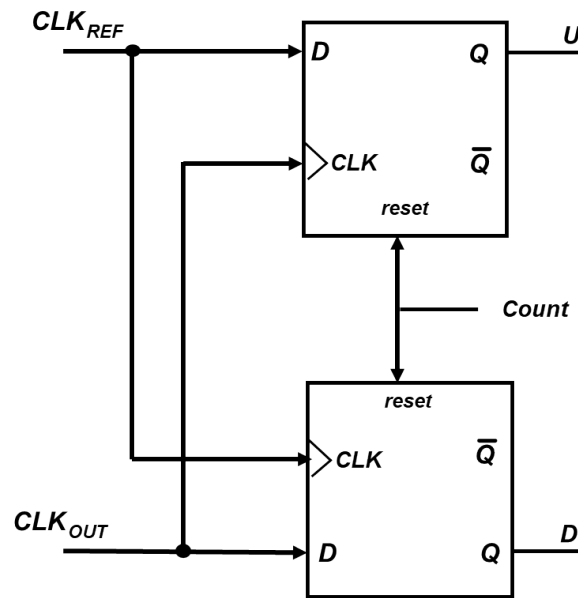 CLK_REF
U
D Q
CLK Q̅
reset
Count
reset
CLK Q̅
CLK_OUT
D
D Q